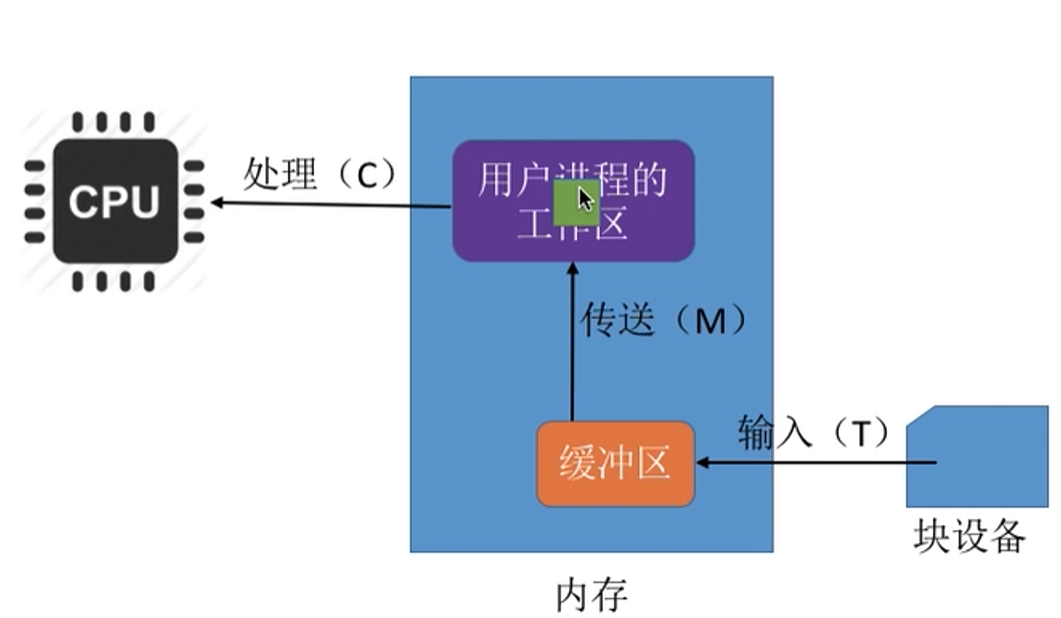 CPU
处理（C）
用户进程的
工作区
传送（M）
缓冲区
输入（T）
块设备
内存